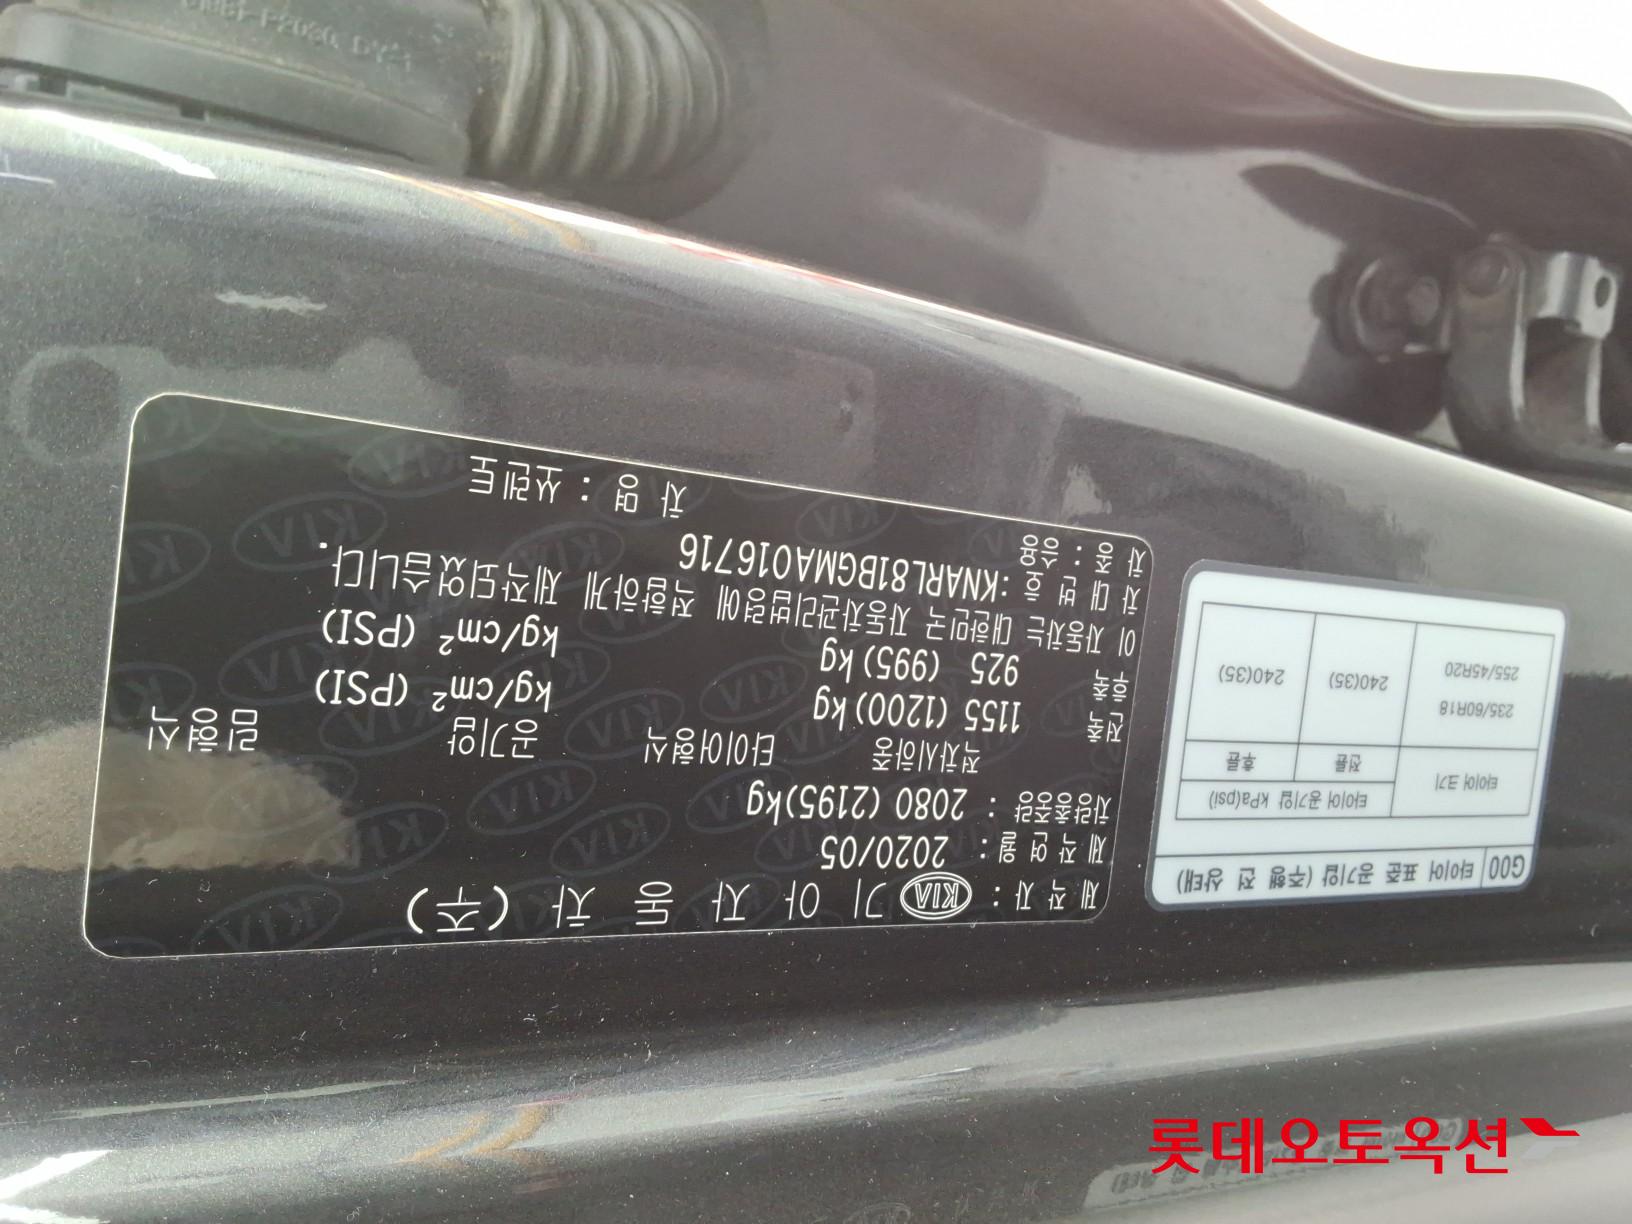 제 작 자 : KIA 기 아 자 동 차 (주)
제 작 연 월 : 2020/05
차량총중량 : 2080 (2195)kg
적차시하중 타이어형식 공기압 림형식
전 축 1155 (1200)kg kg/cm² (PSI)
후 축 925 (995)kg kg/cm² (PSI)
이 자동차는 대한민국 자동차관리법령에 적합하게 제작되었습니다.
차 대 번 호 :KNARL81BGMA016716
차 종 : 승용
차 명 : 쏘렌토
G00 타이어 표준 공기압 (주행 전 상태)
타이어 크기 타이어 공기압 kPa(psi)
전륜 후륜
235/60R18
255/45R20
240(35) 240(35)
롯데오토옥션